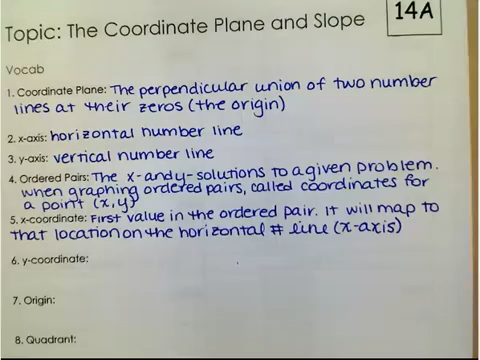 14A
Topic: The Coordinate Plane and Slope
Vocab
1. Coordinate Plane: The perpendicular union of two number
lines at their zeros (the origin)
2. x-axis: horizontal number line
3. y-axis: vertical number line
4. Ordered Pairs: The x- and y- solutions to a given problem.
when graphing ordered pairs, called coordinates for
a point (x, y)
5. x-coordinate: First value in the ordered pair. It will map to
that location on the horizontal # line (x-axis)
6. y-coordinate:
7. Origin:
8. Quadrant: